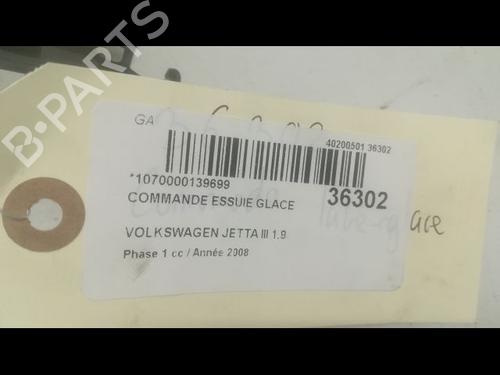 B-PARTS
GA
40200501 36302
*1070000139699
36302
COMMANDE ESSUIE GLACE
VOLKSWAGEN JETTA III 1.9
Phase 1 cc / Année 2008